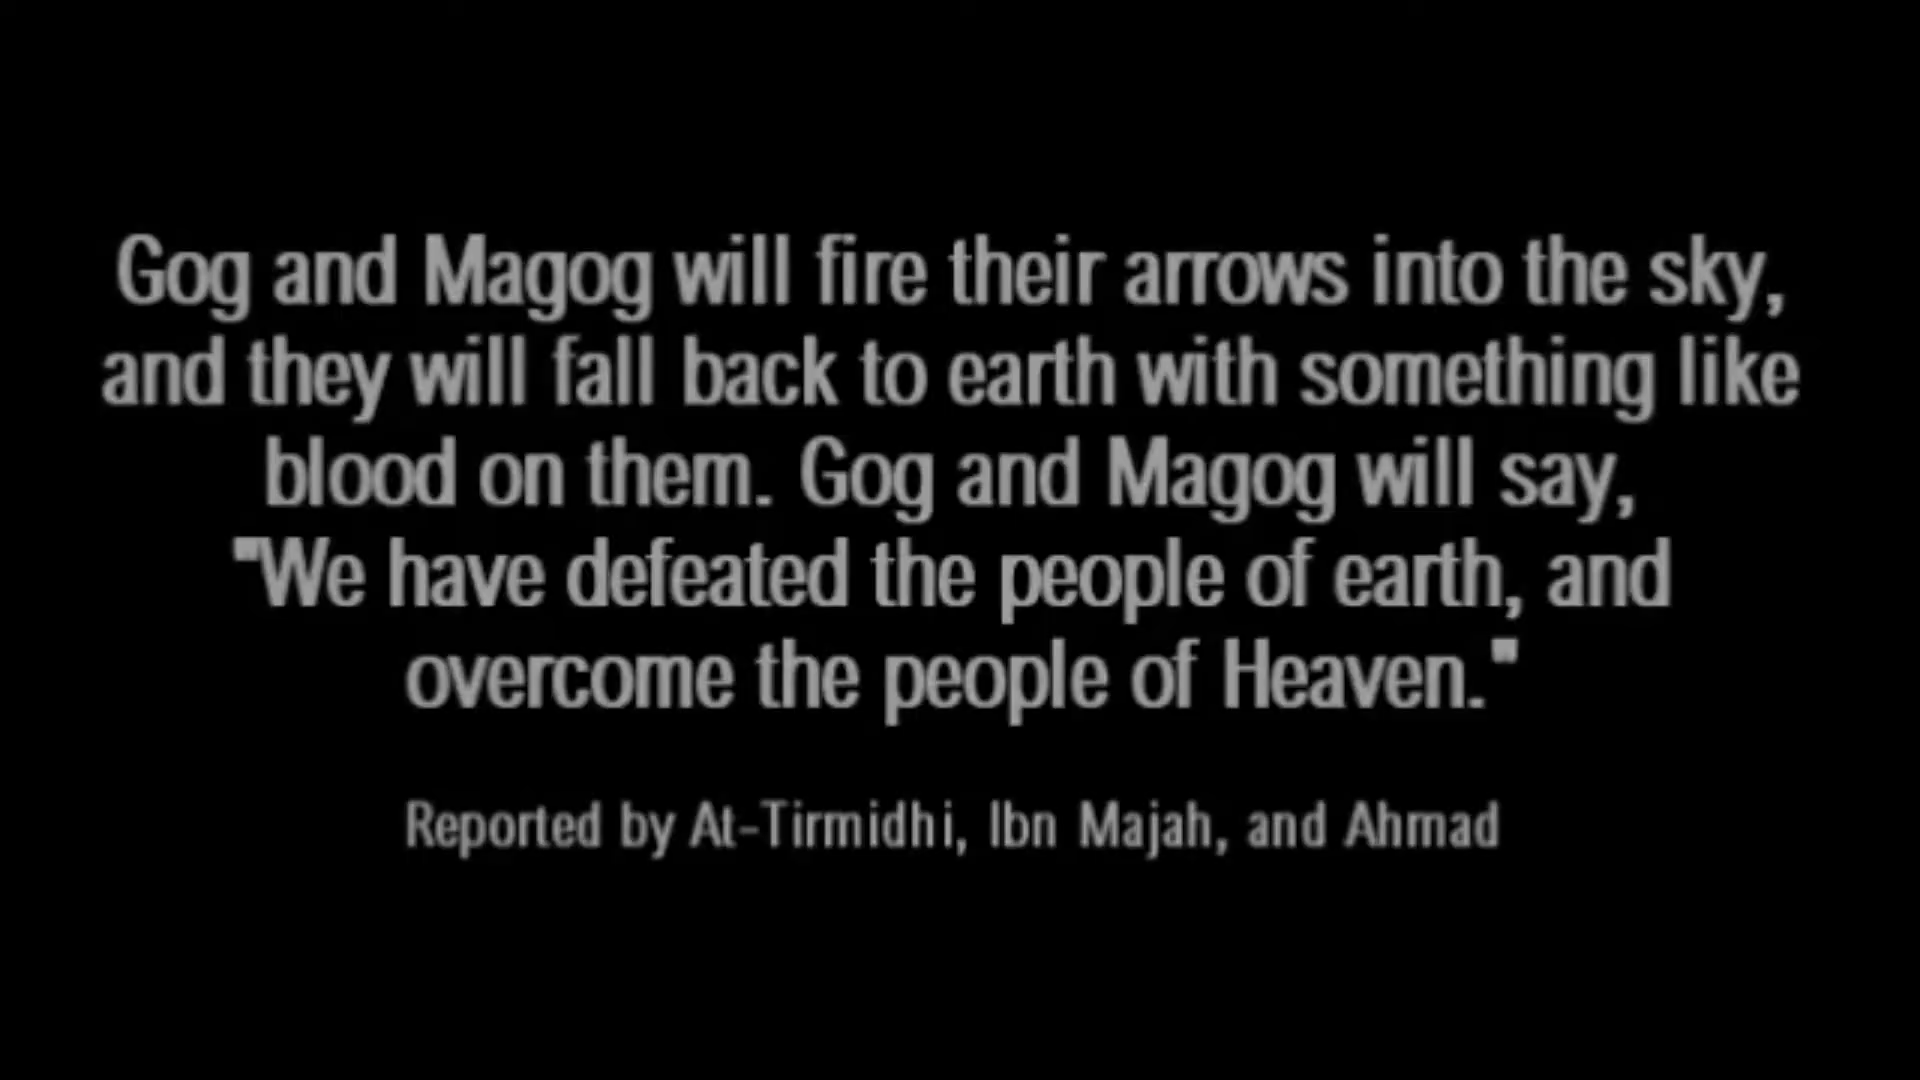 Gog and Magog will fire their arrows into the sky,
and they will fall back to earth with something like
blood on them. Gog and Magog will say,
"We have defeated the people of earth, and
overcome the people of Heaven."
Reported by At-Tirmidhi, Ibn Majah, and Ahmad